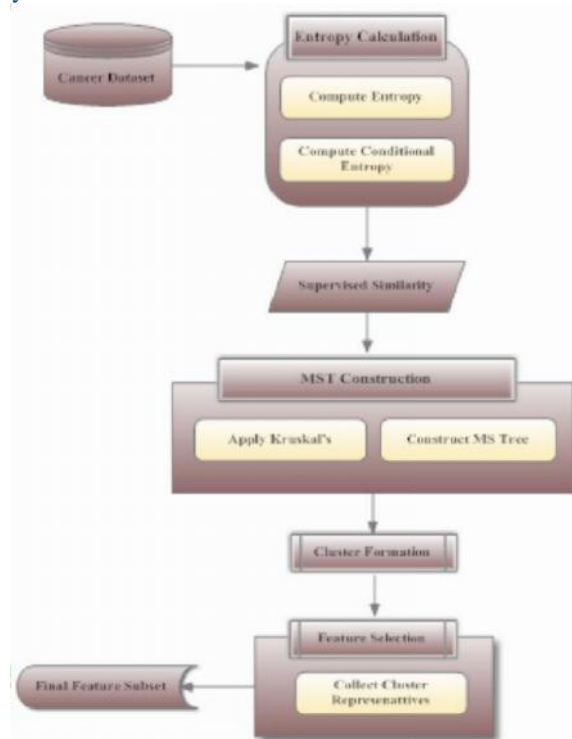 Cancer Dataset
Entropy Calculation
Compute Entropy
Compute Conditional
Entropy
Supervised Similarity
MST Construction
Apply Kruskal's
Construct MS Tree
Cluster Formation
Feature Selection
Collect Cluster
Represenattives
Final Feature Subset